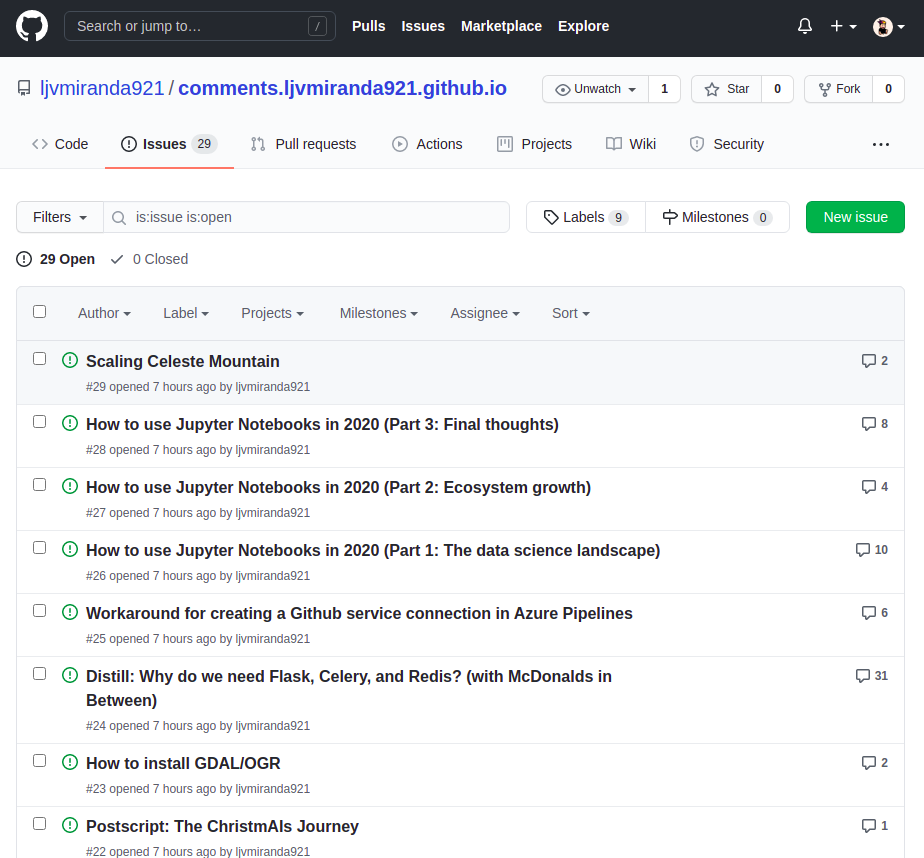 Search or jump to… / Pulls Issues Marketplace Explore
ljvmiranda921 / comments.ljvmiranda921.github.io Unwatch 1 Star 0 Fork 0
Code Issues 29 Pull requests Actions Projects Wiki Security ...
Filters is:issue is:open Labels 9 Milestones 0 New issue
29 Open 0 Closed
Author Label Projects Milestones Assignee Sort
Scaling Celeste Mountain 2
#29 opened 7 hours ago by ljvmiranda921
How to use Jupyter Notebooks in 2020 (Part 3: Final thoughts) 8
#28 opened 7 hours ago by ljvmiranda921
How to use Jupyter Notebooks in 2020 (Part 2: Ecosystem growth) 4
#27 opened 7 hours ago by ljvmiranda921
How to use Jupyter Notebooks in 2020 (Part 1: The data science landscape) 10
#26 opened 7 hours ago by ljvmiranda921
Workaround for creating a Github service connection in Azure Pipelines 6
#25 opened 7 hours ago by ljvmiranda921
Distill: Why do we need Flask, Celery, and Redis? (with McDonalds in 31
Between)
#24 opened 7 hours ago by ljvmiranda921
How to install GDAL/OGR 2
#23 opened 7 hours ago by ljvmiranda921
Postscript: The ChristmAIs Journey 1
#22 opened 7 hours ago by ljvmiranda921